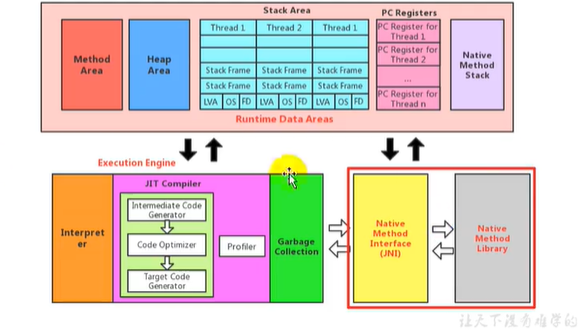 Stack Area
PC Registers
Thread 1
Thread 2
Thread 1
PC Register for
Thread 1
PC Register for
Thread 2
...
PC Register for
Thread n
Method
Area
Heap
Area
Native
Method
Stack
Stack Frame
Stack Frame
Stack Frame
Stack Frame
Stack Frame
Stack Frame
LVA OS FD
LVA OS FD
LVA OS FD
Runtime Data Areas
Execution Engine
JIT Compiler
Interpret
er
Intermediate Code
Generator
Code Optimizer
Target Code
Generator
Profiler
Garbage
Collection
Native
Method
Interface
(JNI)
Native
Method
Library
让天下没有难学的